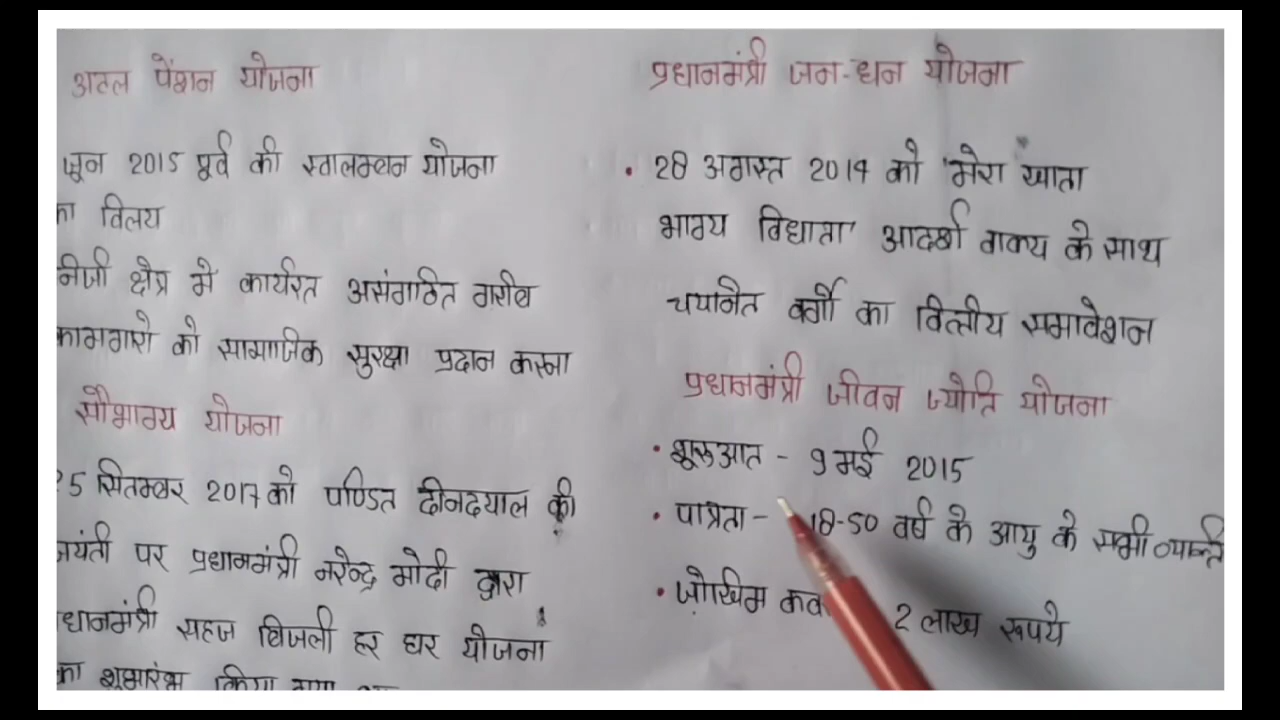 अटल पेंशन योजना
जून 2015 पूर्व की स्वालम्बन योजना
का विलय
निजी क्षेत्र में कार्यरत असंगठित गरीब
कामगारो को सामाजिक सुरक्षा प्रदान करना
सौभाग्य योजना
25 सितम्बर 2017 को पण्डित दीनदयाल की
जयंती पर प्रधानमंत्री नरेन्द्र मोदी द्वारा
प्रधानमंत्री सहज बिजली हर घर योजना
का शुभारंभ किया गया
प्रधानमंत्री जन-धन योजना
• 28 अगस्त 2014 को 'मेरा खाता
भाग्य विधाता' आदर्श वाक्य के साथ
चयनित वर्गो का वित्तीय समावेशन
प्रधानमंत्री जीवन ज्योति योजना
• शुरूआत - 9 मई 2015
• पात्रता - 18-50 वर्ष के आयु के सभी व्यक्ति
• जोखिम कव 2 लाख रूपये